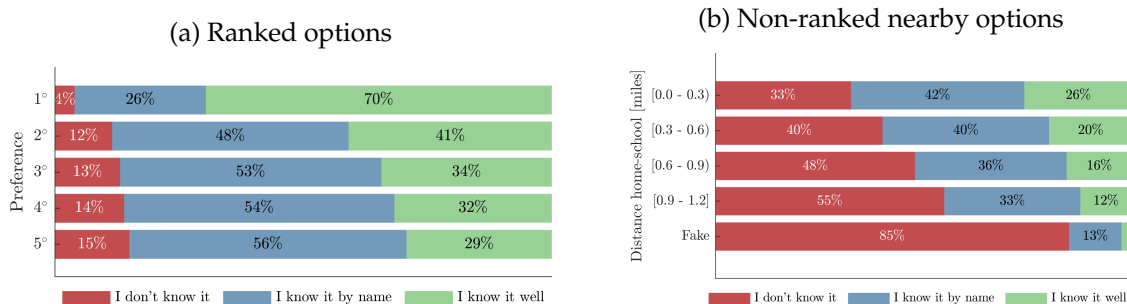 (a) Ranked options
Preference
1° 4% 26% 70%
2° 12% 48% 41%
3° 13% 53% 34%
4° 14% 54% 32%
5° 15% 56% 29%
I don't know it I know it by name I know it well
(b) Non-ranked nearby options
Distance home-school [miles]
[0.0 - 0.3) 33% 42% 26%
[0.3 - 0.6) 40% 40% 20%
[0.6 - 0.9) 48% 36% 16%
[0.9 - 1.2] 55% 33% 12%
Fake 85% 13%
I don't know it I know it by name I know it well